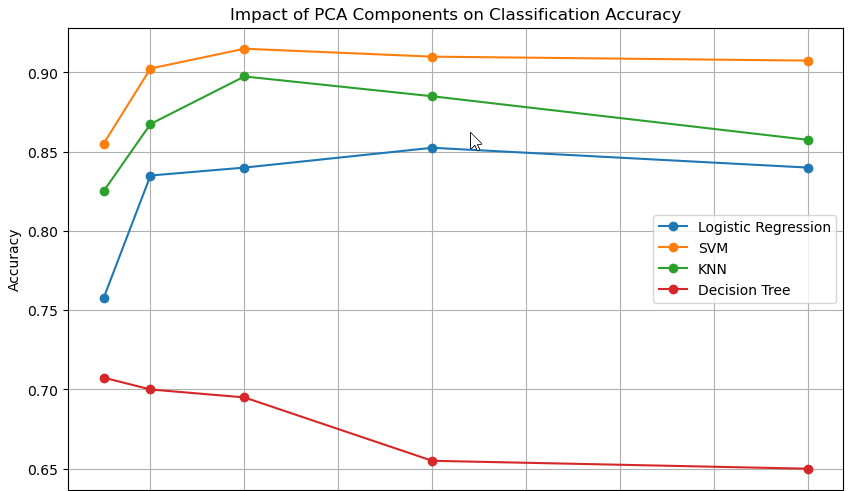 Impact of PCA Components on Classification Accuracy
0.90
0.85
0.80
0.75
0.70
0.65
Accuracy
Logistic Regression
SVM
KNN
Decision Tree